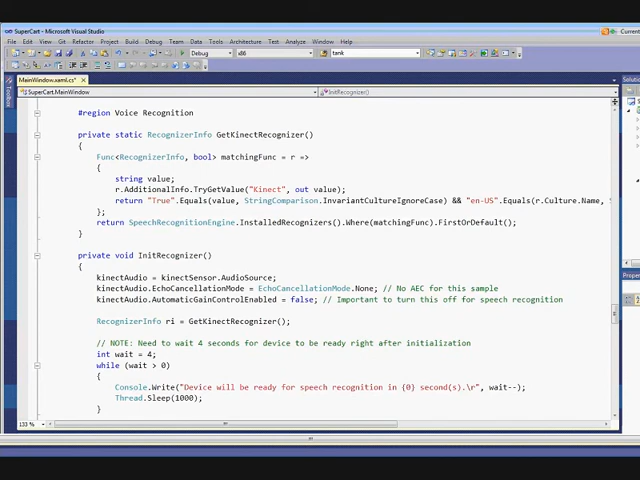 SuperCart - Microsoft Visual Studio
Current
File Edit View Refactor Project Build Debug Team Data Tools Architecture Test Analyze Window Help
Debug x86 tank
MainWindow.xaml.cs* Solutio
Toolbox
SuperCart.MainWindow InitRecognizer()
#region Voice Recognition
private static RecognizerInfo GetKinectRecognizer()
{
Func<RecognizerInfo, bool> matchingFunc = r =>
{
string value;
r.AdditionalInfo.TryGetValue("Kinect", out value);
return "True".Equals(value, StringComparison.InvariantCultureIgnoreCase) && "en-US".Equals(r.Culture.Name, S
};
return SpeechRecognitionEngine.InstalledRecognizers().Where(matchingFunc).FirstOrDefault();
}
private void InitRecognizer()
{
kinectAudio = kinectSensor.AudioSource;
kinectAudio.EchoCancellationMode = EchoCancellationMode.None; // No AEC for this sample
kinectAudio.AutomaticGainControlEnabled = false; // Important to turn this off for speech recognition
Proper
RecognizerInfo ri = GetKinectRecognizer();
// NOTE: Need to wait 4 seconds for device to be ready right after initialization
int wait = 4;
while (wait > 0)
{
Console.Write("Device will be ready for speech recognition in {0} second(s).\r", wait--);
Thread.Sleep(1000);
}
133 %